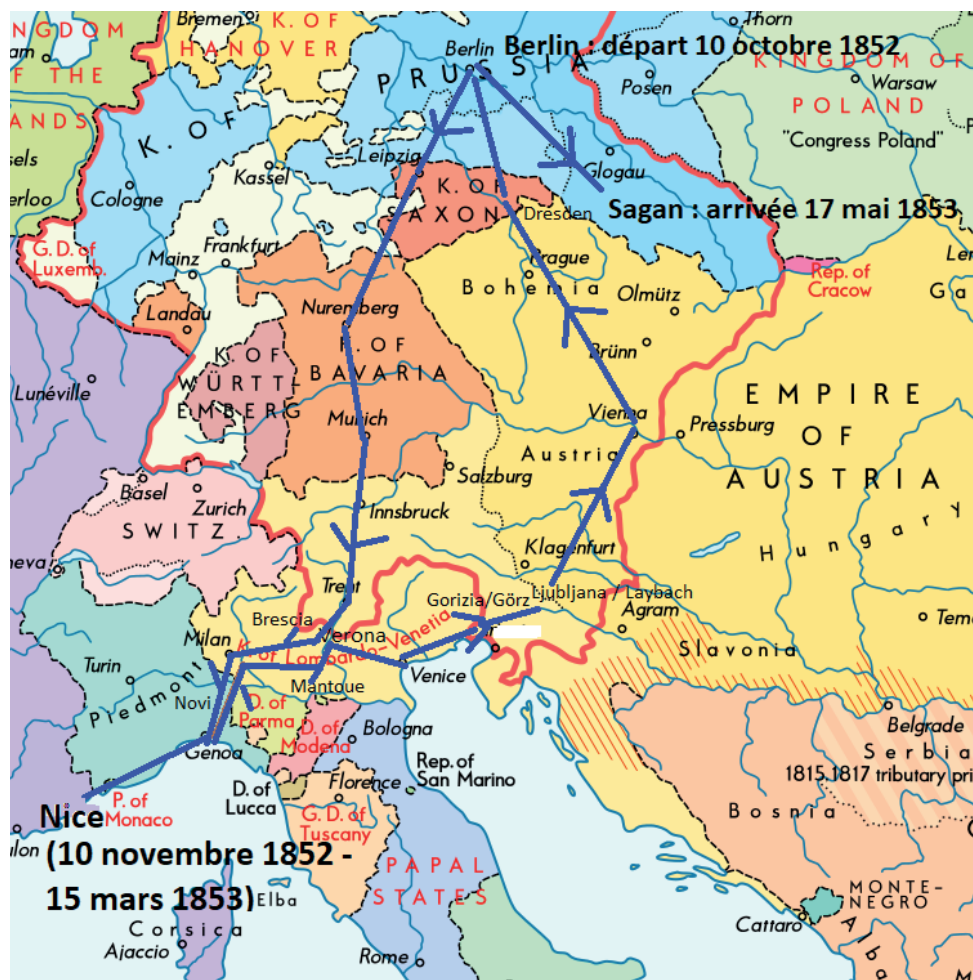 Bremen
Thorn
NGDOM
K. OF
HANOVER
Berlin
Berlin : départ 10 octobre 1852
KINGDOM OF
POLAND
am
OF THE
ANDS
PRUSSIA
Posen
Warsaw
"Congress Poland"
sels
erloo
K. OF
Leipzig
Kassel
Glogau
Cologne
K. OF
SAXONY
Dresden
Sagan : arrivée 17 mai 1853
G.D. of
Luxemb.
Frankfurt
Mainz
Prague
Bohemia
Rep. of
Cracow
Ga
Landau
Nuremberg
Olmütz
K. OF
WÜRTT-
EMBERG
K. OF
BAVARIA
Brünn
Lunéville
EMPIRE
OF
AUSTRIA
Munich
Vienna
Pressburg
Austria
Salzburg
Basel
Zurich
SWITZ.
Innsbruck
Hungary
neva
Klagenfurt
Trent
Gorizia/Görz
Ljubljana / Laybach
Agram
Brescia
Milan
Verona
K. of Lombardo-Venetia
Slavonia
Turin
Piedmont
Mantoue
Venice
Novi
D. of
Parma
D. of
Modena
Bologna
Belgrade
Serbia
1815.1817 tributary pri
Genoa
Rep. of
San Marino
Bosnia
D. of
Lucca
Florence
G.D. of
Tuscany
P. of
Monaco
Nice
(10 novembre 1852 -
15 mars 1853)
ulon
Elba
PAPAL
STATES
MONTE-
NEGRO
Corsica
Ajaccio
Cattaro
Alb
Rome